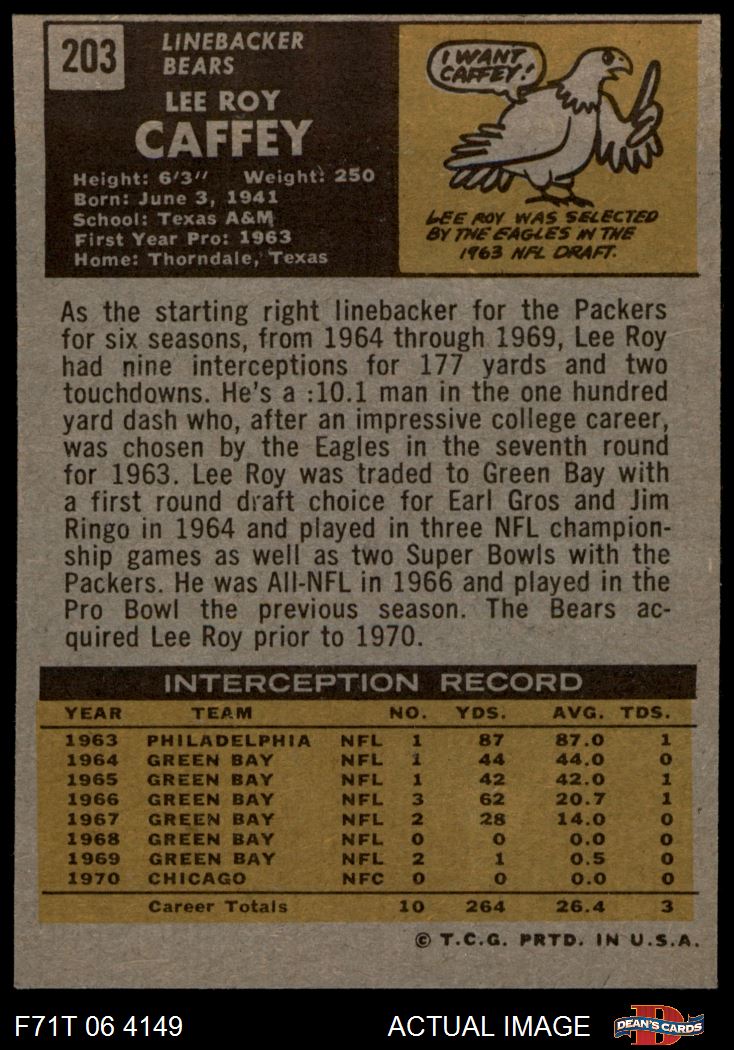 203
LINEBACKER
BEARS
LEE ROY
CAFFEY
Height: 6'3" Weight: 250
Born: June 3, 1941
School: Texas A&M
First Year Pro: 1963
Home: Thorndale, Texas
I WANT
CAFFEY!
LEE ROY WAS SELECTED
BY THE EAGLES IN THE
1963 NFL DRAFT.
As the starting right linebacker for the Packers
for six seasons, from 1964 through 1969, Lee Roy
had nine interceptions for 177 yards and two
touchdowns. He's a :10.1 man in the one hundred
yard dash who, after an impressive college career,
was chosen by the Eagles in the seventh round
for 1963. Lee Roy was traded to Green Bay with
a first round draft choice for Earl Gros and Jim
Ringo in 1964 and played in three NFL champion-
ship games as well as two Super Bowls with the
Packers. He was All-NFL in 1966 and played in the
Pro Bowl the previous season. The Bears ac-
quired Lee Roy prior to 1970.
INTERCEPTION RECORD
YEAR TEAM NO. YDS. AVG. TDS.
1963 PHILADELPHIA NFL 1 87 87.0 1
1964 GREEN BAY NFL 1 44 44.0 0
1965 GREEN BAY NFL 1 42 42.0 1
1966 GREEN BAY NFL 3 62 20.7 1
1967 GREEN BAY NFL 2 28 14.0 0
1968 GREEN BAY NFL 0 0 0.0 0
1969 GREEN BAY NFL 2 1 0.5 0
1970 CHICAGO NFC 0 0 0.0 0
Career Totals 10 264 26.4 3
© T.C.G. PRTD. IN U.S.A.
F71T 06 4149 ACTUAL IMAGE DEAN'S CARDS